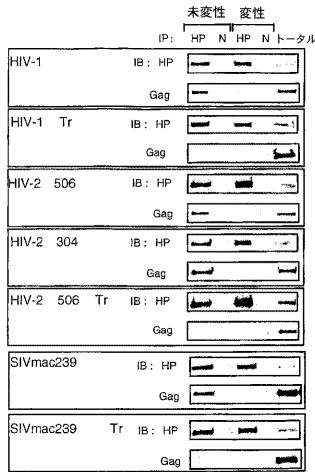 未変性 変性
IP: HP N HP N トータル
HIV-1 IB: HP
Gag
HIV-1 Tr IB: HP
Gag
HIV-2 506 IB: HP
Gag
HIV-2 304 IB: HP
Gag
HIV-2 506 Tr IB: HP
Gag
SIVmac239 IB: HP
Gag
SIVmac239 Tr IB: HP
Gag